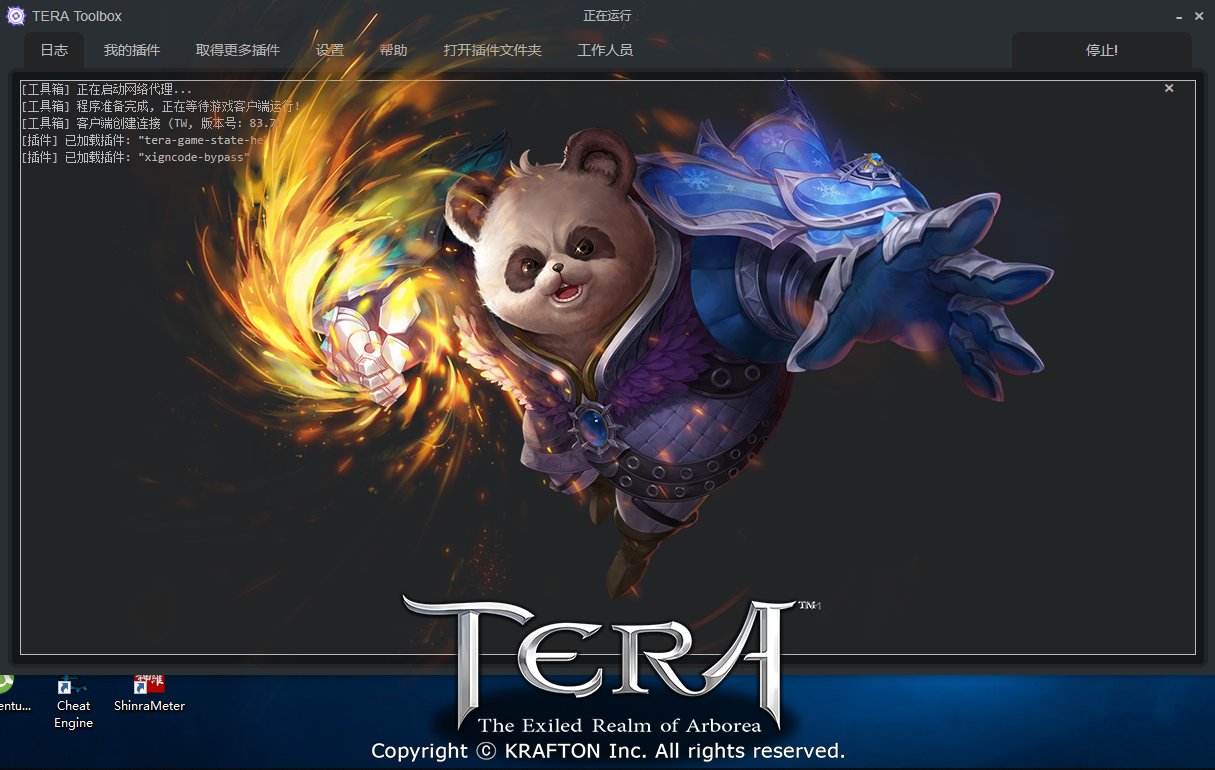 TERA Toolbox
正在运行
日志 我的插件 取得更多插件 设置 帮助 打开插件文件夹 工作人员 停止!
[工具箱] 正在启动网络代理...
[工具箱] 程序准备完成, 正在等待游戏客户端运行!
[工具箱] 客户端创建连接 (TW, 版本号: 83.
[插件] 已加载插件: "tera-game-state-he
[插件] 已加载插件: "xigncode-bypass"
TERA™
The Exiled Realm of Arborea
Copyright © KRAFTON Inc. All rights reserved.
entu...
Cheat
Engine
ShinraMeter